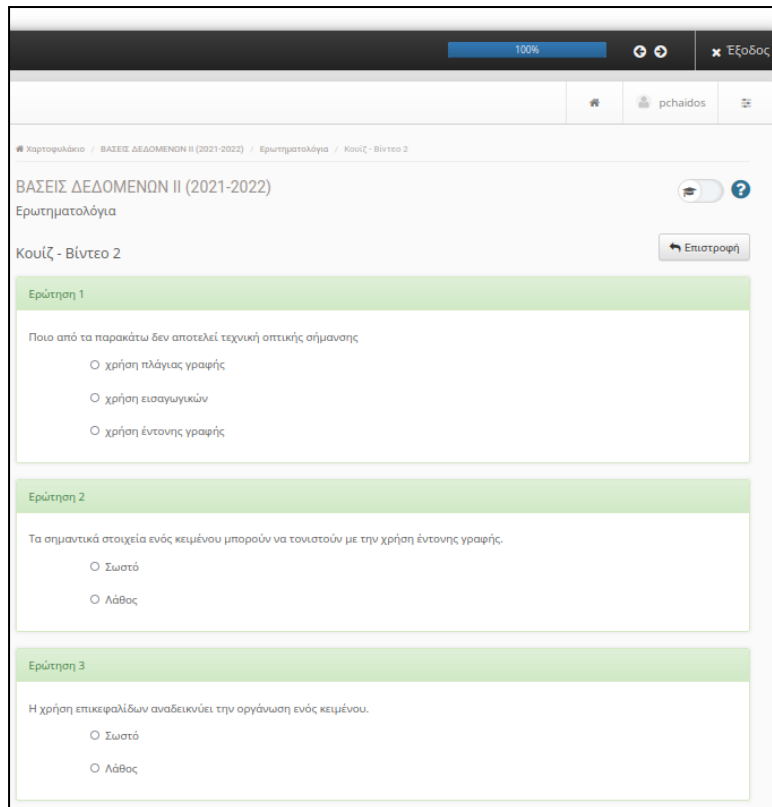 100%
Έξοδος
pchaidos
Χαρτοφυλάκιο / ΒΑΣΕΙΣ ΔΕΔΟΜΕΝΩΝ ΙΙ (2021-2022) / Ερωτηματολόγια / Κουίζ - Βίντεο 2
ΒΑΣΕΙΣ ΔΕΔΟΜΕΝΩΝ ΙΙ (2021-2022)
Ερωτηματολόγια
Κουίζ - Βίντεο 2
Επιστροφή
Ερώτηση 1
Ποιο από τα παρακάτω δεν αποτελεί τεχνική οπτικής σήμανσης
χρήση πλάγιας γραφής
χρήση εισαγωγικών
χρήση έντονης γραφής
Ερώτηση 2
Τα σημαντικά στοιχεία ενός κειμένου μπορούν να τονιστούν με την χρήση έντονης γραφής.
Σωστό
Λάθος
Ερώτηση 3
Η χρήση επικεφαλίδων αναδεικνύει την οργάνωση ενός κειμένου.
Σωστό
Λάθος